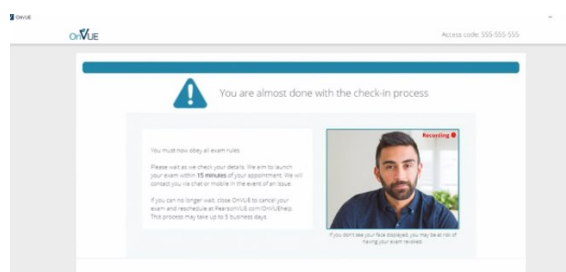 OnVUE
OnVUE
Access code: 555-555-555
You are almost done with the check-in process
You must now obey all exam rules.
Please wait as we check your details. We aim to launch
your exam within 15 minutes of your appointment. We will
contact you via chat or mobile in the event of an issue.
If you can no longer wait, close OnVUE to cancel your
exam and reschedule at PearsonVUE.com/OnVUEhelp.
This process may take up to 5 business days.
Recording
If you don't see your face displayed, you may be at risk of
having your exam revoked.